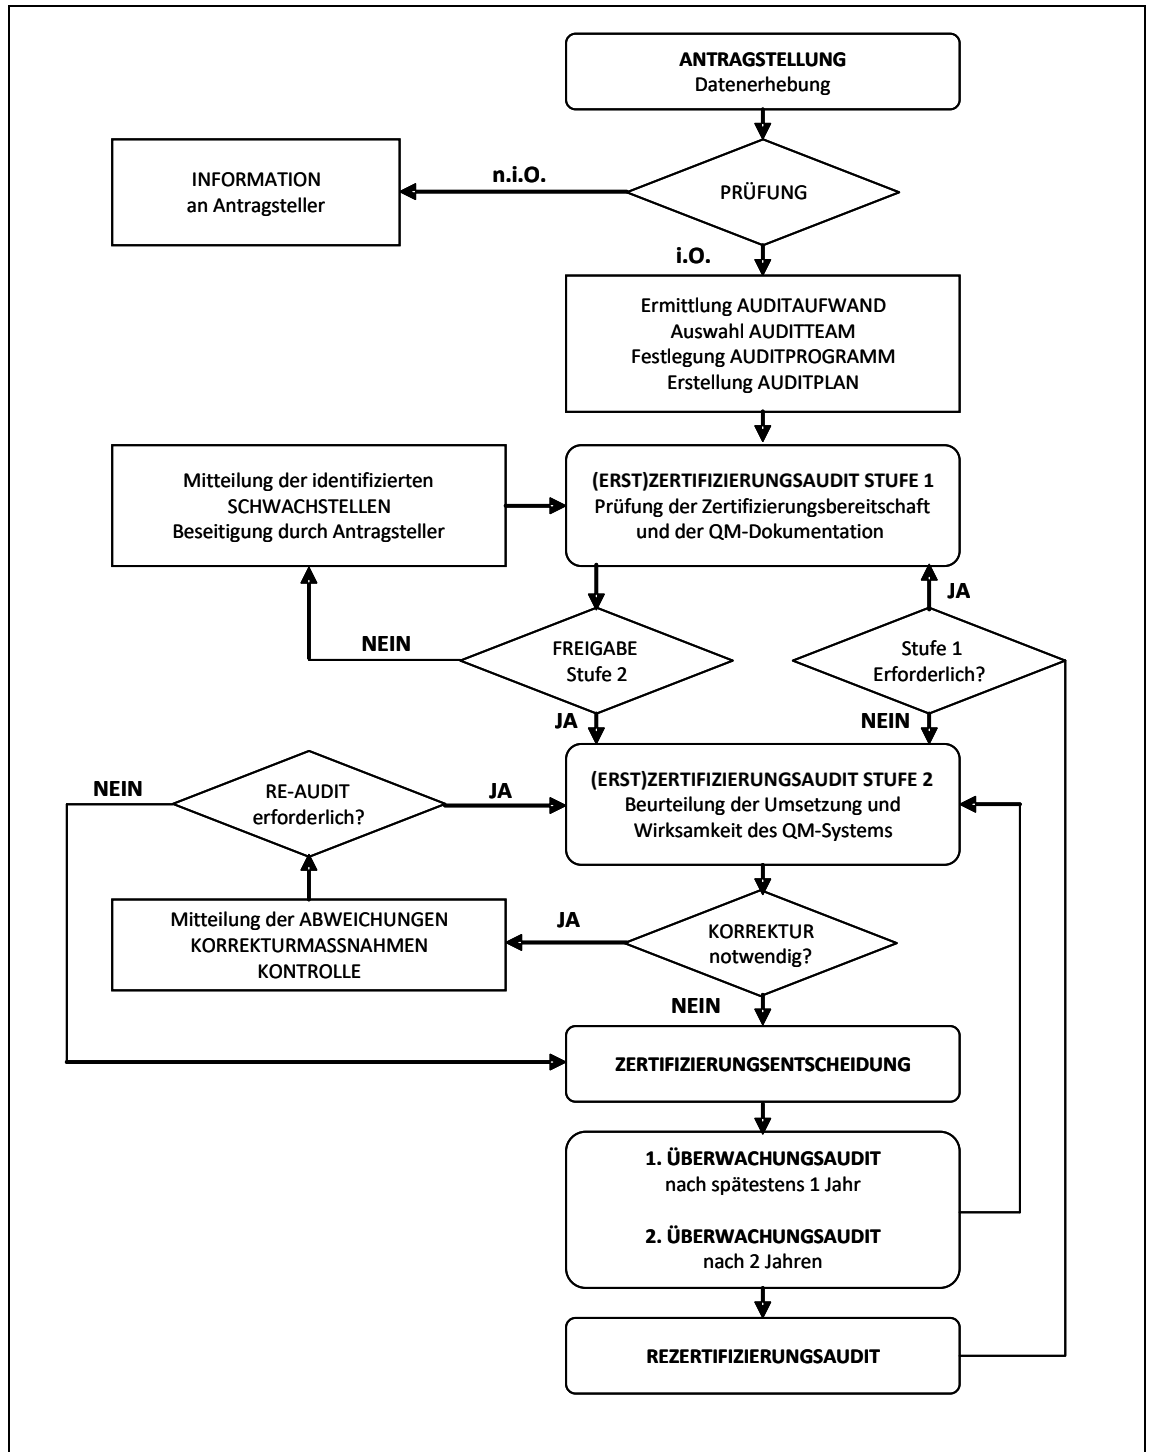 ANTRAGSTELLUNG
Datenerhebung
n.i.O.
INFORMATION
an Antragsteller
PRÜFUNG
i.O.
Ermittlung AUDITAUFWAND
Auswahl AUDITTEAM
Festlegung AUDITPROGRAMM
Erstellung AUDITPLAN
Mitteilung der identifizierten
SCHWACHSTELLEN
Beseitigung durch Antragsteller
(ERST)ZERTIFIZIERUNGSAUDIT STUFE 1
Prüfung der Zertifizierungsbereitschaft
und der QM-Dokumentation
JA
NEIN
FREIGABE
Stufe 2
Stufe 1
Erforderlich?
JA
NEIN
NEIN
RE-AUDIT
erforderlich?
JA
(ERST)ZERTIFIZIERUNGSAUDIT STUFE 2
Beurteilung der Umsetzung und
Wirksamkeit des QM-Systems
Mitteilung der ABWEICHUNGEN
KORREKTURMASSNAHMEN
KONTROLLE
JA
KORREKTUR
notwendig?
NEIN
ZERTIFIZIERUNGSENTSCHEIDUNG
1. ÜBERWACHUNGSAUDIT
nach spätestens 1 Jahr
2. ÜBERWACHUNGSAUDIT
nach 2 Jahren
REZERTIFIZIERUNGSAUDIT